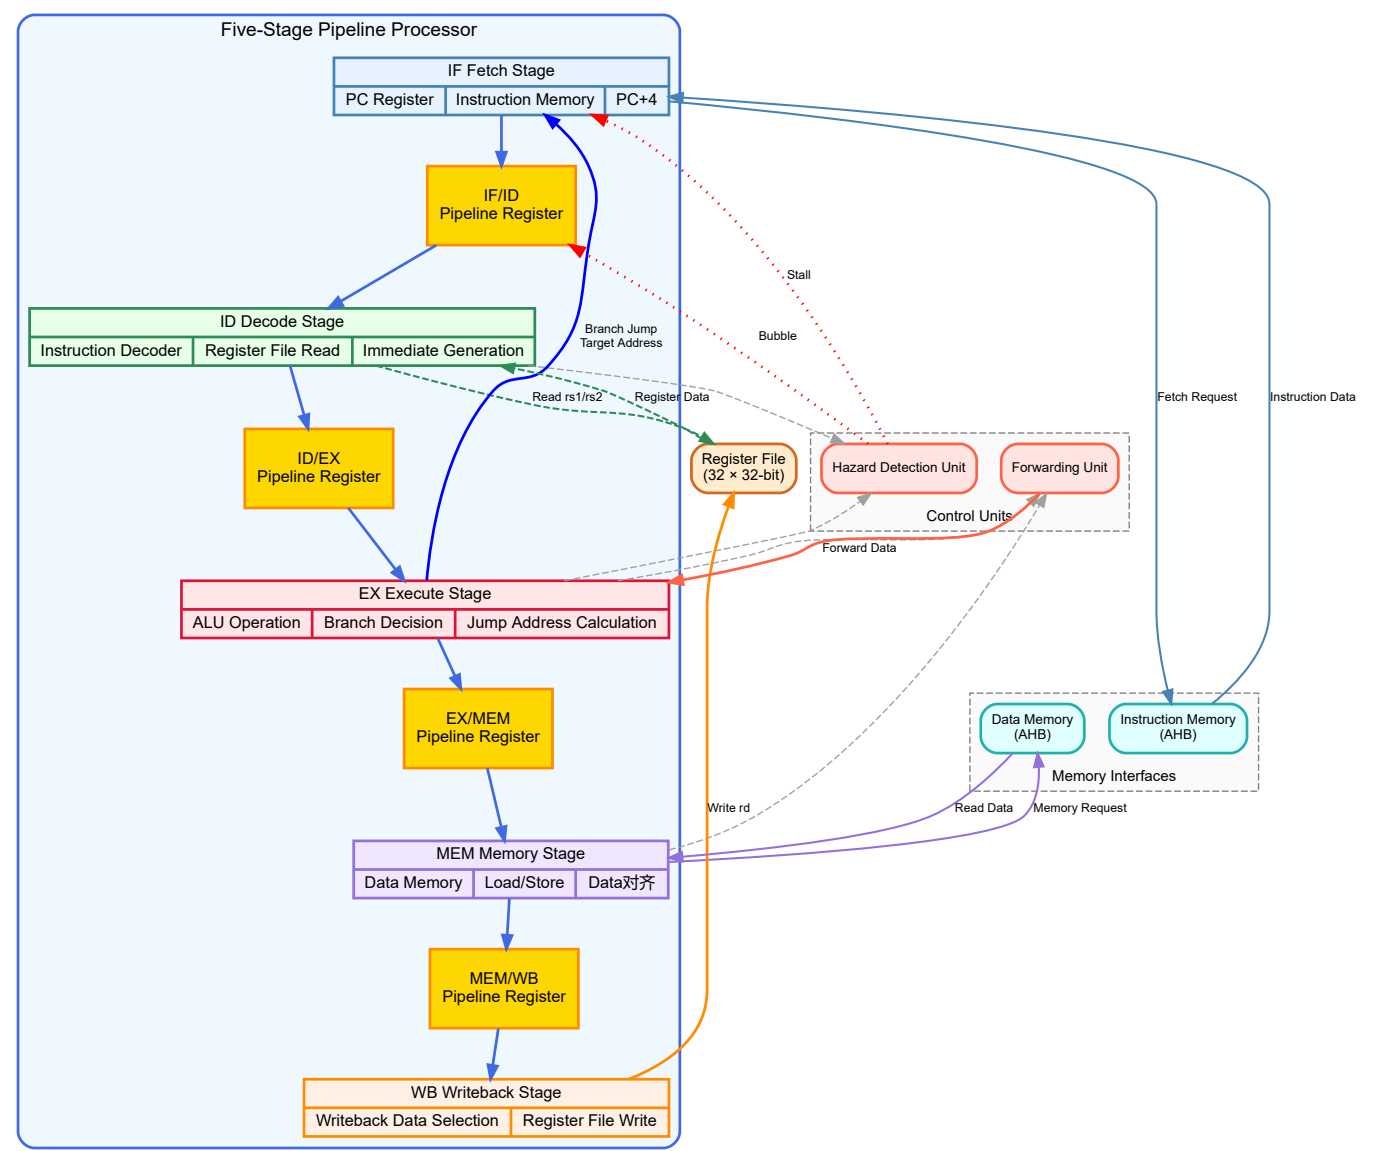 Five-Stage Pipeline Processor
IF Fetch Stage
PC Register
Instruction Memory
PC+4
IF/ID
Pipeline Register
Stall
Bubble
ID Decode Stage
Instruction Decoder
Register File Read
Immediate Generation
Branch Jump
Target Address
Read rs1/rs2
Register Data
Fetch Request
Instruction Data
ID/EX
Pipeline Register
Register File
(32 × 32-bit)
Hazard Detection Unit
Forwarding Unit
Control Units
Forward Data
EX Execute Stage
ALU Operation
Branch Decision
Jump Address Calculation
EX/MEM
Pipeline Register
Data Memory
(AHB)
Instruction Memory
(AHB)
Memory Interfaces
Write rd
Read Data
Memory Request
MEM Memory Stage
Data Memory
Load/Store
Data对齐
MEM/WB
Pipeline Register
WB Writeback Stage
Writeback Data Selection
Register File Write